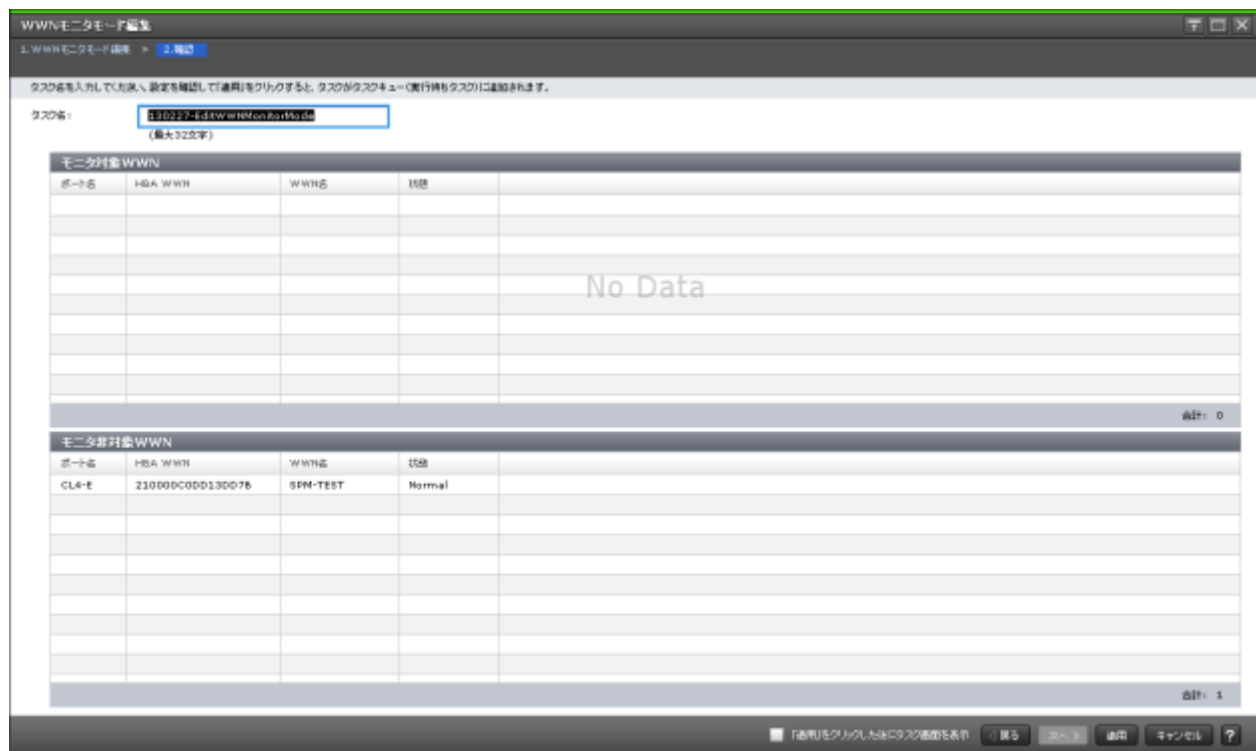 WWNモニタモード編集
1.WWNモニタモード編集 > 2.確認
タスク名を入力してください。設定を確認して「適用」をクリックすると、タスクがタスクキュー(実行待ちタスク)に追加されます。
タスク名: 130227-EditWWNMonitorMode
(最大32文字)
モニタ対象WWN
ポート名 HBA WWN WWN名 状態
No Data
合計: 0
モニタ非対象WWN
ポート名 HBA WWN WWN名 状態
CL4-E SPM-TEST Normal
合計: 1
「適用」をクリックした後にタスク画面を表示 戻る 次へ 適用 キャンセル ?